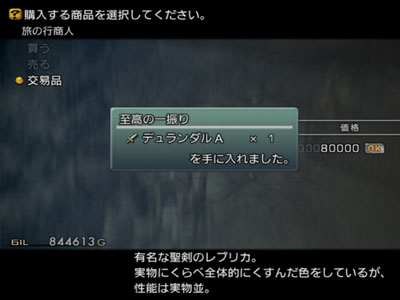 購入する商品を選択してください。
旅の行商人
買う
売る
交易品
至高の一振り
デュランダルA × 1
を手に入れました。
価格
80000 OK
GIL 844613G
有名な聖剣のレプリカ。
実物にくらべ全体的にくすんだ色をしているが、
性能は実物並。